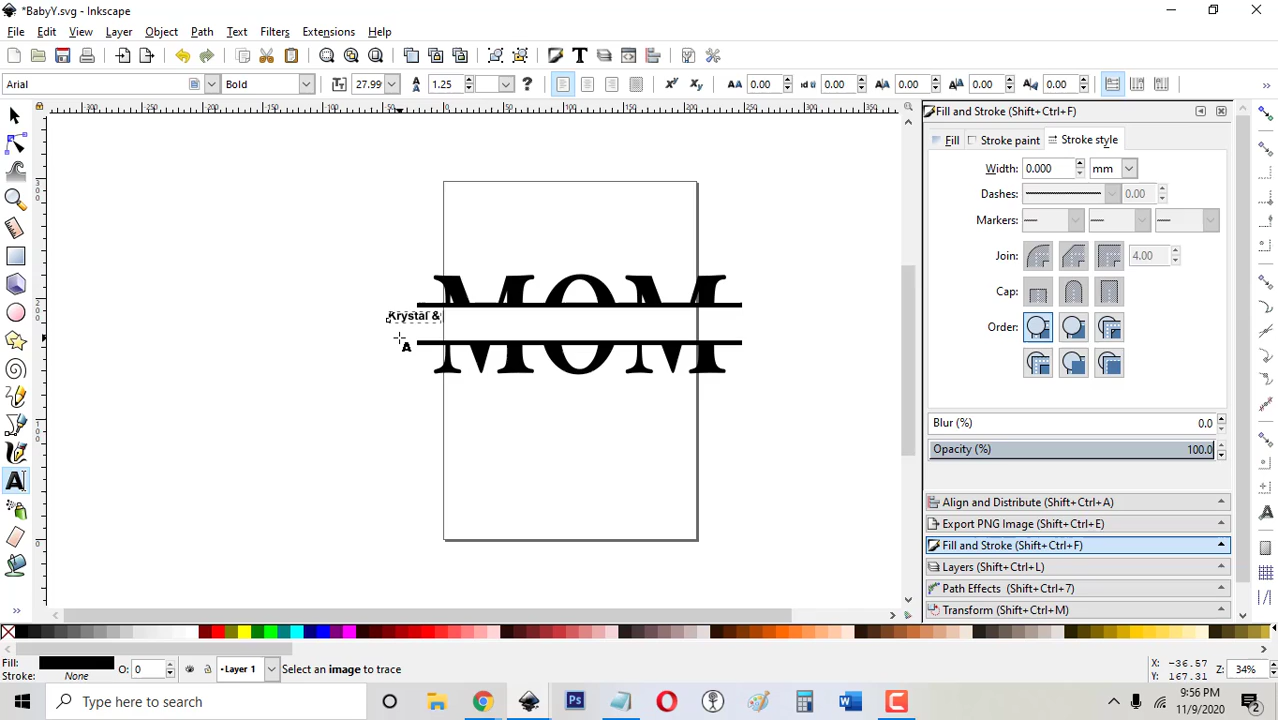 *BabyY.svg - Inkscape
File Edit View Layer Object Path Text Filters Extensions Help
Arial Bold 27.99 1.25 ? 0.00 0.00 0.00 0.00 0.00
Fill and Stroke (Shift+Ctrl+F)
Fill Stroke paint Stroke style
Width: 0.000 mm
Dashes: 0.00
Markers:
Join: 4.00
Cap:
Order:
Blur (%) 0.0
Opacity (%) 100.0
MOM
Krystal &
A
Align and Distribute (Shift+Ctrl+A)
Export PNG Image (Shift+Ctrl+E)
Fill and Stroke (Shift+Ctrl+F)
Layers (Shift+Ctrl+L)
Path Effects (Shift+Ctrl+7)
Transform (Shift+Ctrl+M)
Fill:
Stroke: None
O: 0
Layer 1
Select an image to trace
X: -36.57
Y: 167.31
Z: 34%
Type here to search
9:56 PM
11/9/2020
2